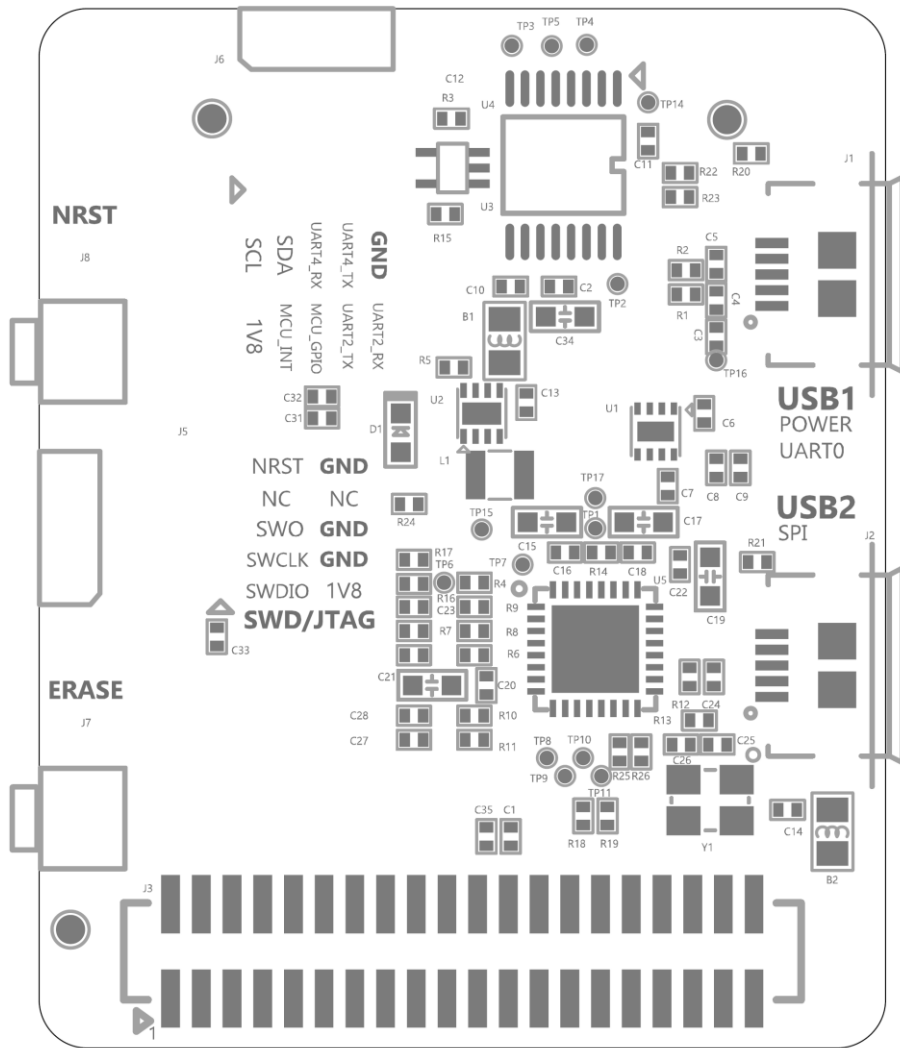 TP3
TP5
TP4
J6
C12
R3
U4
TP14
C11
R20
J1
R22
R23
U3
R15
NRST
J8
SCL
SDA
UART4_RX
UART4_TX
GND
1V8
MCU_INT
MCU_GPIO
UART2_TX
UART2_RX
C10
C2
TP2
R2
C5
R1
C4
C3
B1
C34
TP16
R5
C32
C31
U2
C13
U1
C6
USB1
POWER
UART0
D1
J5
L1
NRST GND
NC NC
SWO GND
SWCLK GND
SWDIO 1V8
SWD/JTAG
C33
R24
TP15
TP17
TP1
C7
C8
C9
USB2
SPI
C15
C17
C16
R14
C18
R17
TP6
TP7
R4
R16
C23
R9
R7
R8
R6
U5
C22
C19
R21
J2
C21
C20
C28
R10
C27
R11
ERASE
J7
R12
C24
R13
C26
C25
TP8
TP10
TP9
TP11
R25
R26
C35
C1
R18
R19
Y1
C14
B2
J3
1